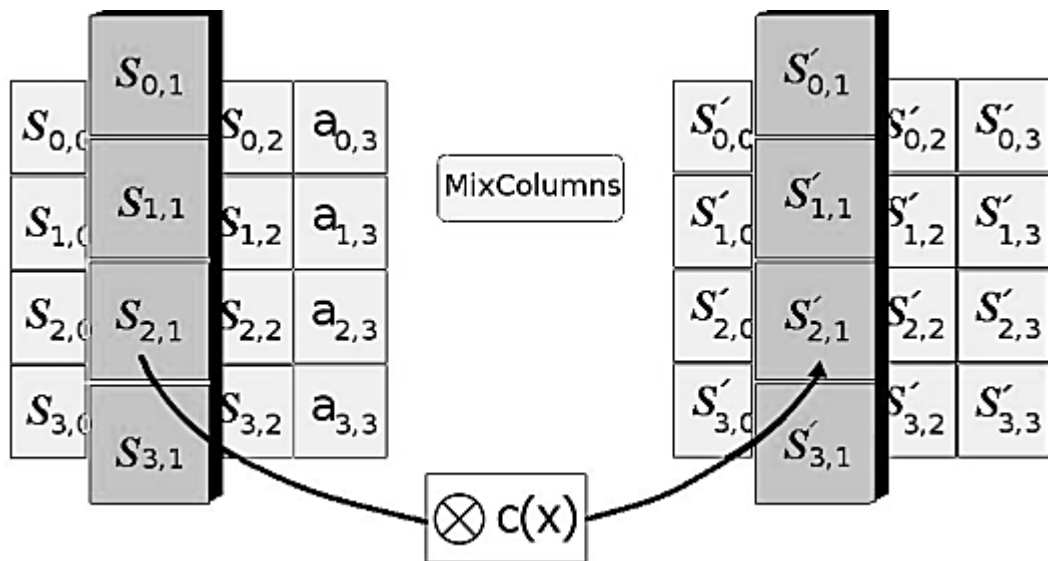 S0,1
S0,0 S0,2 a0,3
S1,1
S1,0 S1,2 a1,3
S2,1
S2,0 S2,2 a2,3
S3,0 S3,2 a3,3
S3,1
MixColumns
⊗ c(x)
S´0,1
S´0,0 S´0,2 S´0,3
S´1,1
S´1,0 S´1,2 S´1,3
S´2,1
S´2,0 S´2,2 S´2,3
S´3,0 S´3,2 S´3,3
S´3,1